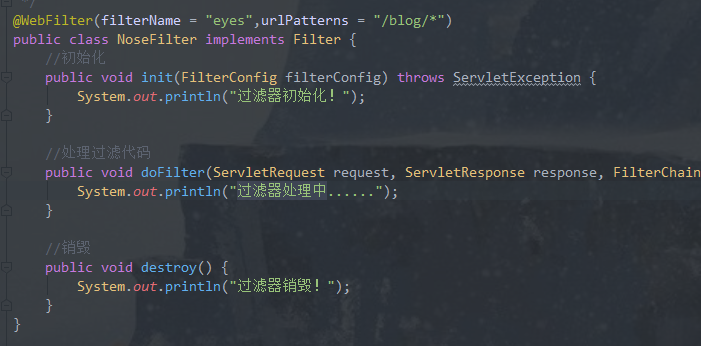 */
@WebFilter(filterName = "eyes",urlPatterns = "/blog/*")
public class NoseFilter implements Filter {
//初始化
public void init(FilterConfig filterConfig) throws ServletException {
System.out.println("过滤器初始化！");
}
//处理过滤代码
public void doFilter(ServletRequest request, ServletResponse response, FilterChain
System.out.println("过滤器处理中......");
}
//销毁
public void destroy() {
System.out.println("过滤器销毁！");
}
}